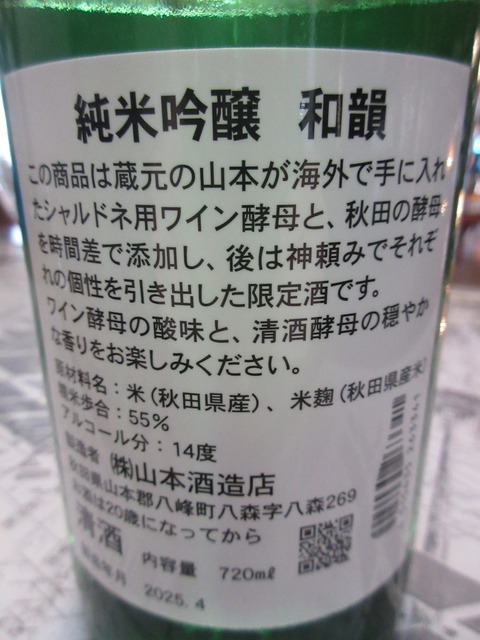 純米吟醸 和韻
この商品は蔵元の山本が海外で手に入れ
たシャルドネ用ワイン酵母と、秋田の酵母
を時間差で添加し、後は神頼みでそれぞ
れの個性を引き出した限定酒です。
ワイン酵母の酸味と、清酒酵母の穏やか
な香りをお楽しみください。
原材料名：米（秋田県産）、米麹（秋田県産米）
精米歩合：55％
アルコール分：14度
製造者 ㈱山本酒造店
秋田県山本郡八峰町八森字八森269
お酒は20歳になってから
清酒 内容量 720mℓ
製造年月 2025.4